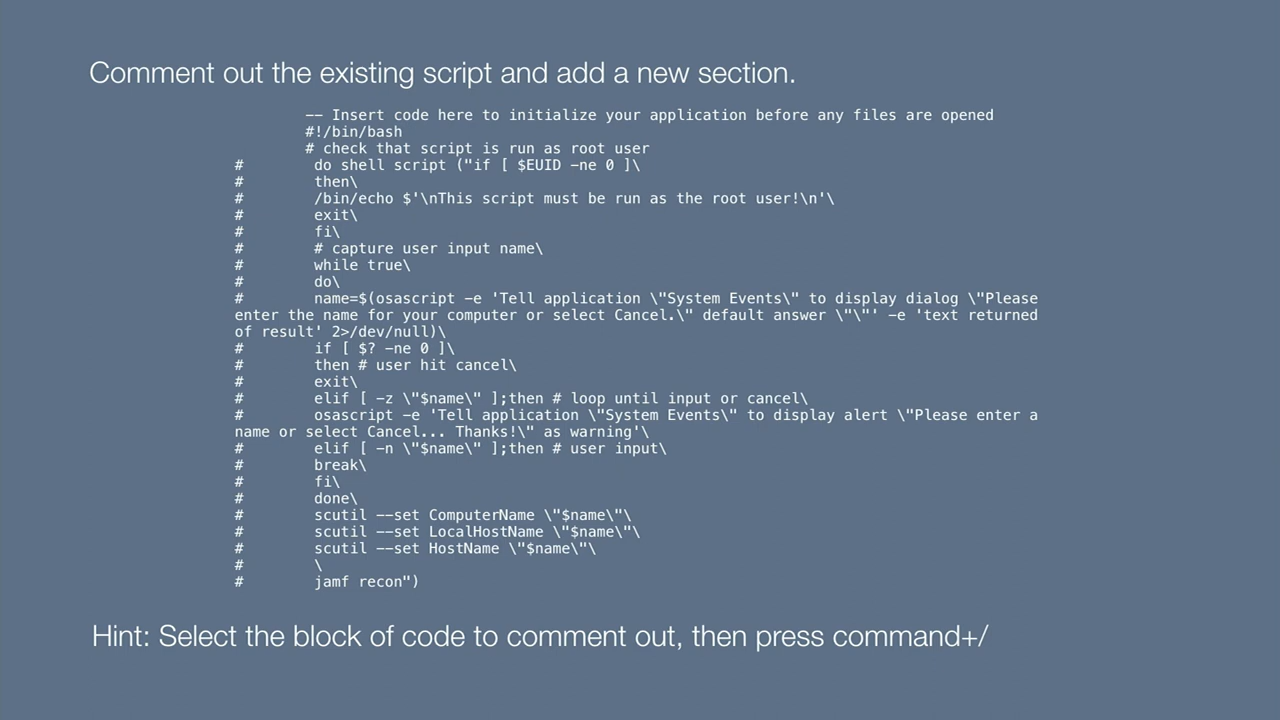 Comment out the existing script and add a new section.
-- Insert code here to initialize your application before any files are opened
#!/bin/bash
# check that script is run as root user
# do shell script ("if [ $EUID -ne 0 ]\
# then\
# /bin/echo $'\nThis script must be run as the root user!\n'\
# exit\
# fi\
# # capture user input name\
# while true\
# do\
# name=$(osascript -e 'Tell application \"System Events\" to display dialog \"Please
enter the name for your computer or select Cancel.\" default answer \"\"' -e 'text returned
of result' 2>/dev/null)\
# if [ $? -ne 0 ]\
# then # user hit cancel\
# exit\
# elif [ -z \"$name\" ];then # loop until input or cancel\
# osascript -e 'Tell application \"System Events\" to display alert \"Please enter a
name or select Cancel... Thanks!\" as warning'\
# elif [ -n \"$name\" ];then # user input\
# break\
# fi\
# done\
# scutil --set ComputerName \"$name\"\
# scutil --set LocalHostName \"$name\"\
# scutil --set HostName \"$name\"\
# \
# jamf recon")
Hint: Select the block of code to comment out, then press command+/